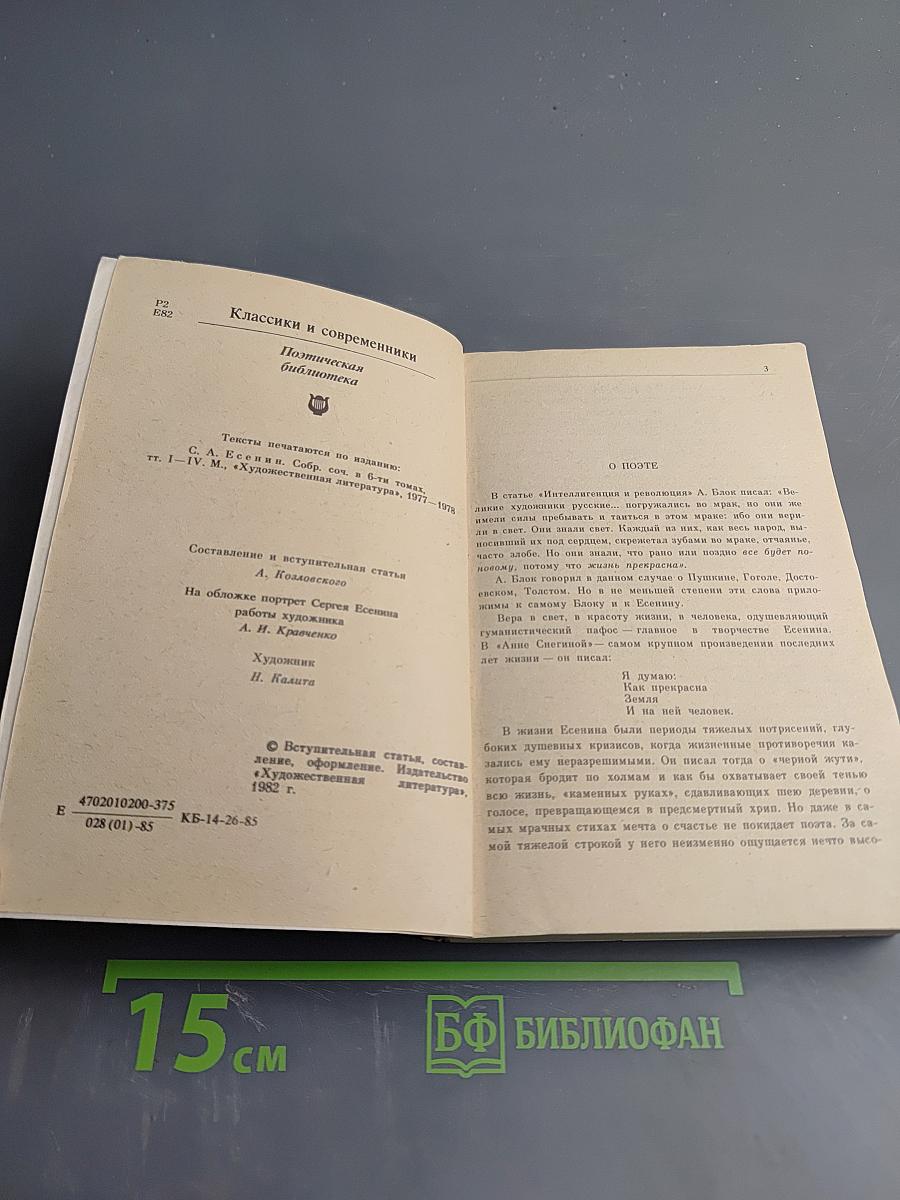 Р2
Е82
Классики и современники
Поэтическая
библиотека
Тексты печатаются по изданию:
С. А. Есенин. Собр. соч. в 6-ти томах,
тт. I—IV. М., «Художественная литература», 1977—1978
Составление и вступительная статья
А. Козловского
На обложке портрет Сергея Есенина
работы художника
А. И. Кравченко
Художник
Н. Калита
© Вступительная статья, состав-
ление, оформление. Издательство
«Художественная литература»,
1982 г.
Е 4702010200-375
028 (01)-85 КБ-14-26-85
3
О ПОЭТЕ
В статье «Интеллигенция и революция» А. Блок писал: «Ве-
ликие художники русские... погружались во мрак, но они же
имели силы пребывать и таиться в этом мраке: ибо они вери-
ли в свет. Они знали свет. Каждый из них, как весь народ, вы-
носивший их под сердцем, скрежетал зубами во мраке, отчаянье,
часто злобе. Но они знали, что рано или поздно все будет по-
новому, потому что жизнь прекрасна».
А. Блок говорил в данном случае о Пушкине, Гоголе, Досто-
евском, Толстом. Но в не меньшей степени эти слова прило-
жимы к самому Блоку и к Есенину.
Вера в свет, в красоту жизни, в человека, одушевляющий
гуманистический пафос — главное в творчестве Есенина.
В «Анне Снегиной» — самом крупном произведении последних
лет жизни — он писал:
Я думаю:
Как прекрасна
Земля
И на ней человек.
В жизни Есенина были периоды тяжелых потрясений, глу-
боких душевных кризисов, когда жизненные противоречия ка-
зались ему неразрешимыми. Он писал тогда о «черной жути»,
которая бродит по холмам и как бы охватывает своей тенью
всю жизнь, «каменных руках», сдавливающих шею деревни, о
голосе, превращающемся в предсмертный хрип. Но даже в са-
мых мрачных стихах мечта о счастье не покидает поэта. За са-
мой тяжелой строкой у него неизменно ощущается нечто высо-
15 см
БФ БИБЛИОФАН